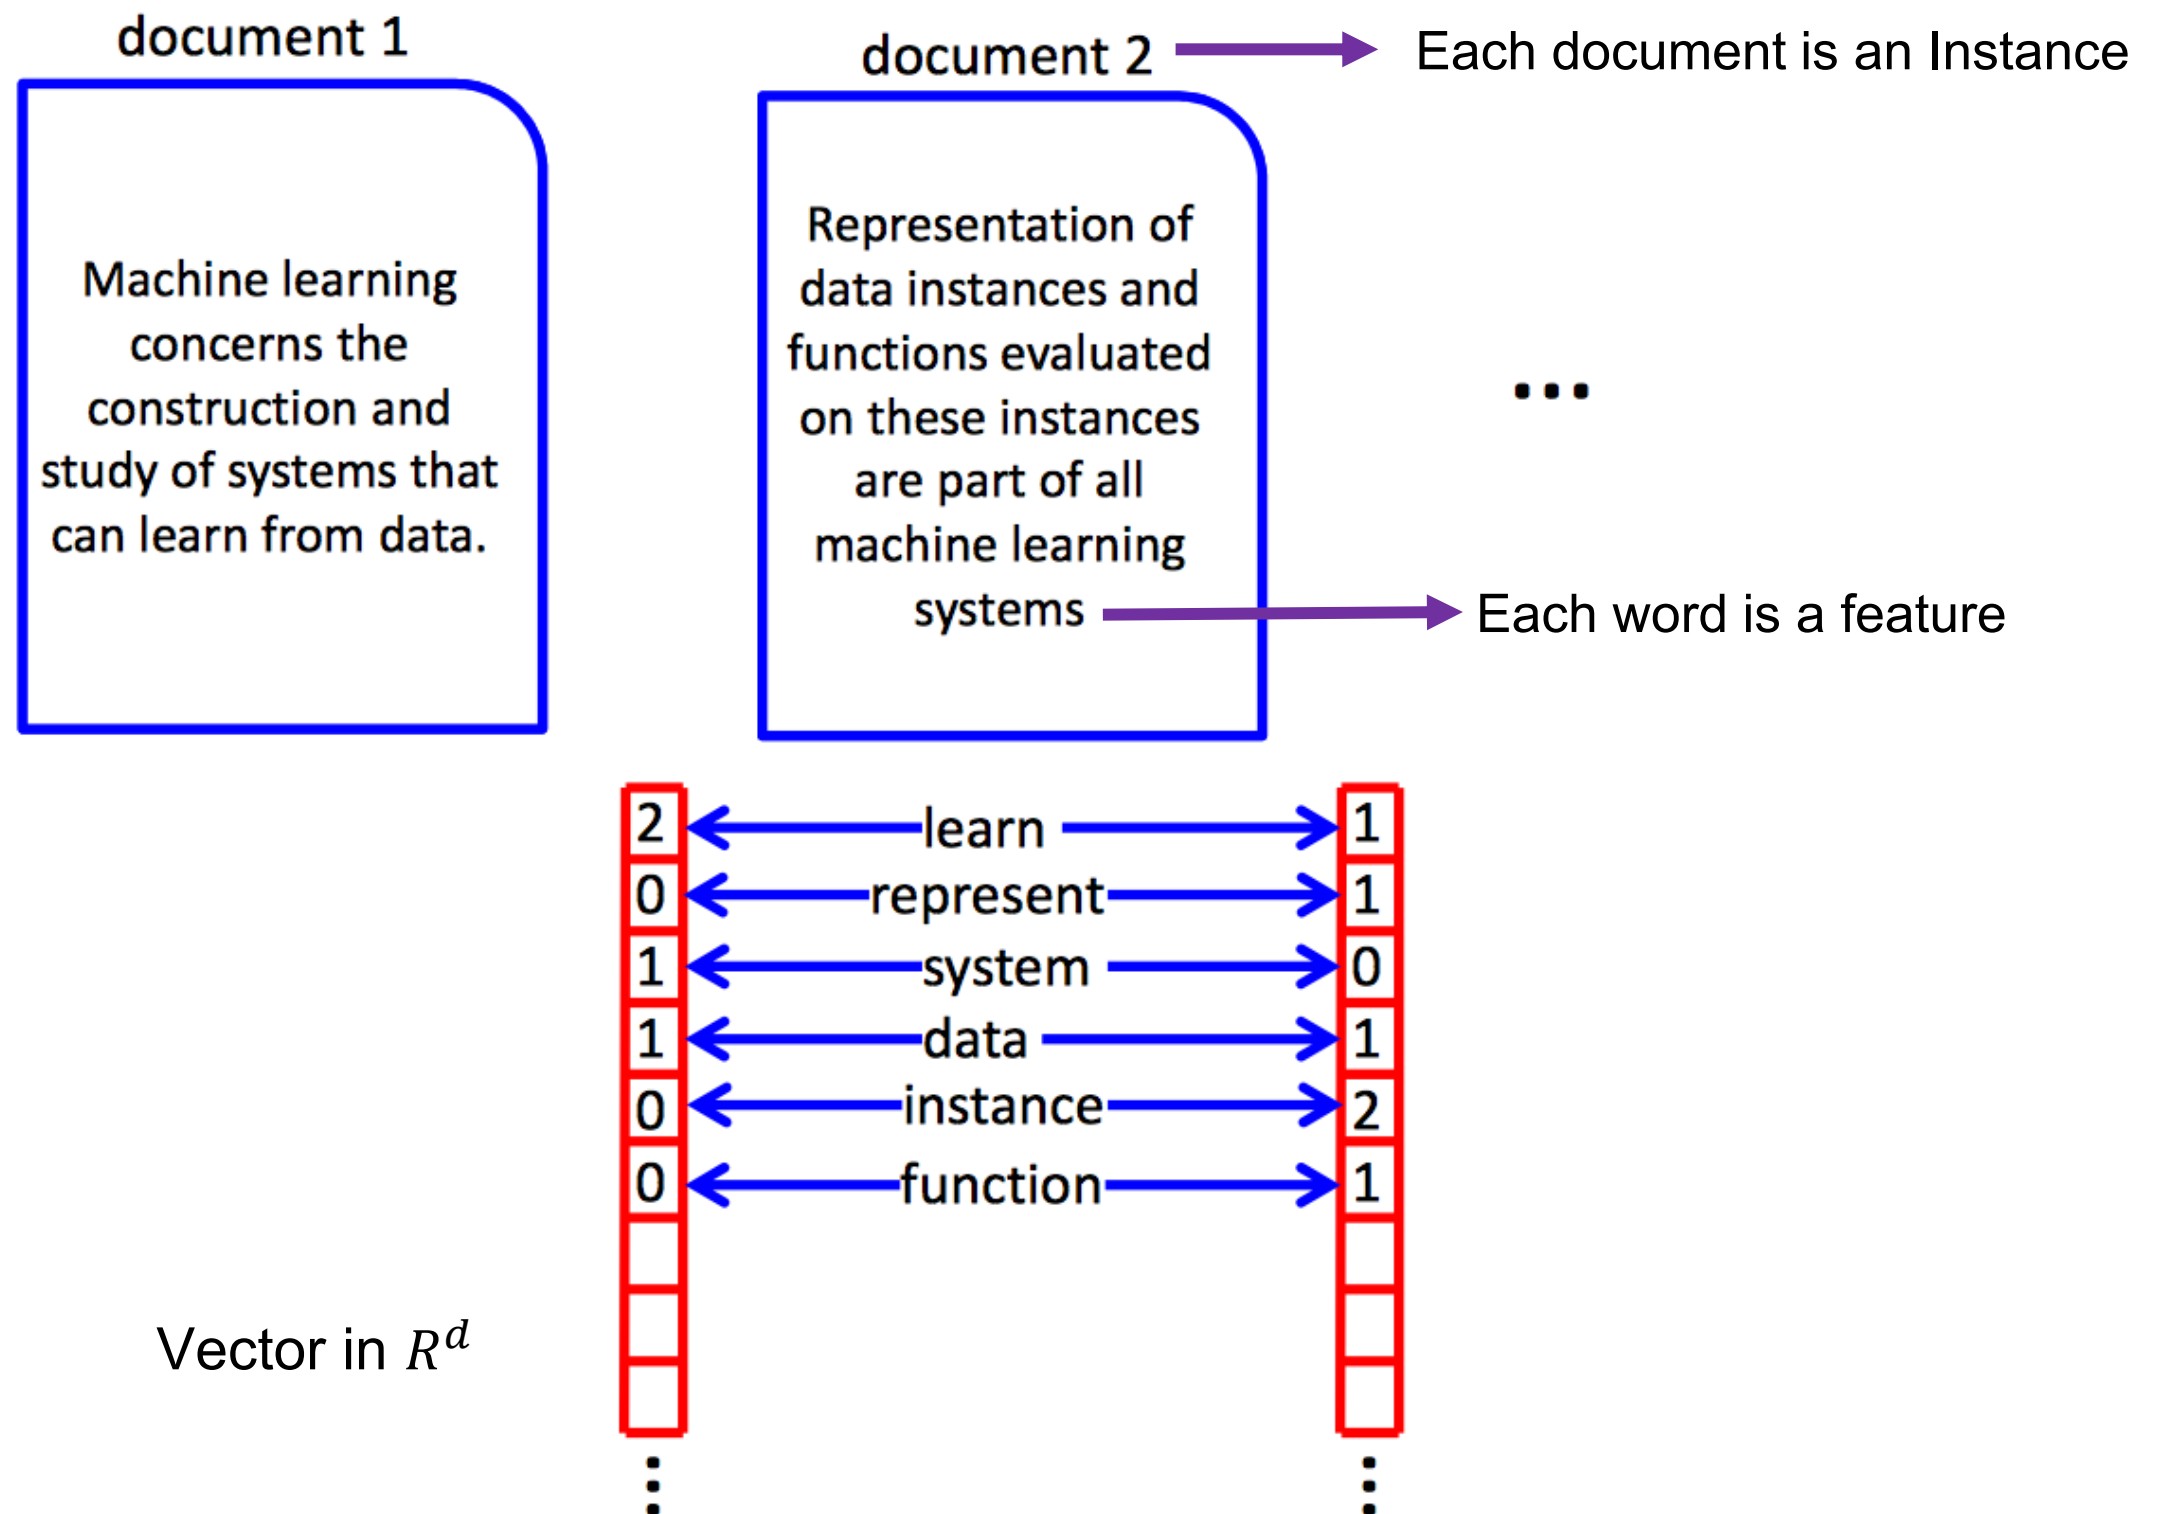 document 1
Machine learning
concerns the
construction and
study of systems that
can learn from data.
document 2
Each document is an Instance
Representation of
data instances and
functions evaluated
on these instances
are part of all
machine learning
systems
Each word is a feature
...
2 learn 1
0 represent 1
1 system 0
1 data 1
0 instance 2
0 function 1
Vector in R^d